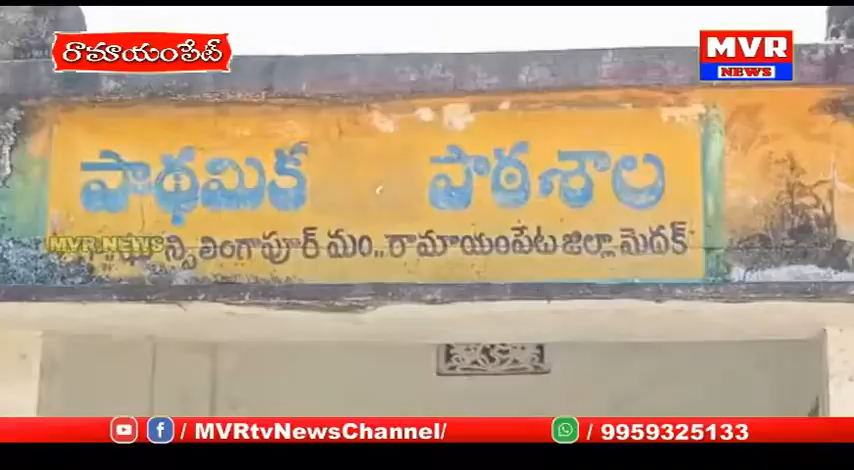 రామాయంపేట్
MVR
NEWS
ప్రాథమిక పాఠశాల
మం..రామాయంపేట జిల్లా మెదక్
MVR NEWS
/ MVRtvNewsChannel/
/ 9959325133